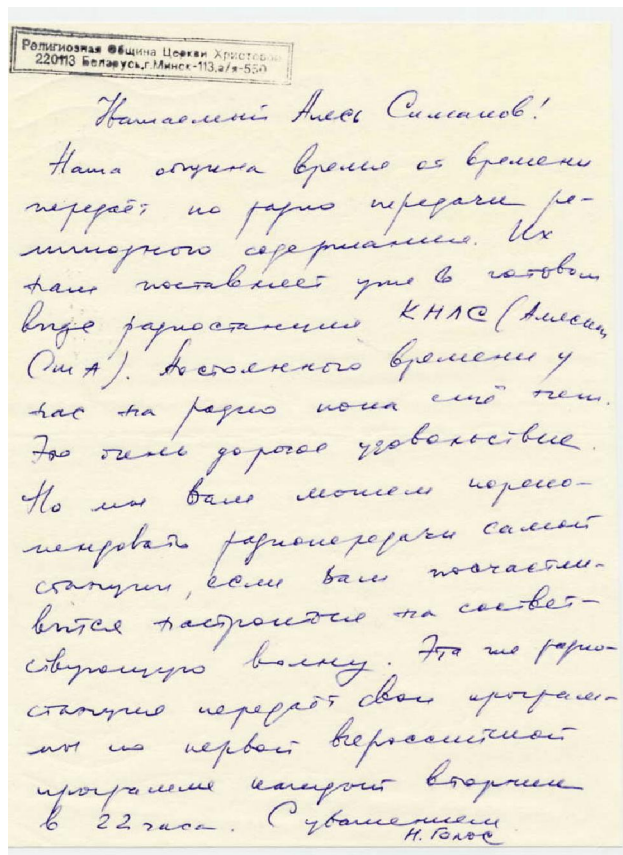 Религиозная Община Церкви Христовой
220113 Беларусь,г.Минск-113,а/я-550
Уважаемый Алесь Симаков!
Наша община время от времени
передаёт по радио передачи ре-
лигиозного содержания. Их
нам поставляет уже в готовом
виде радиостанция КНЛС (Аляска,
США). Постоянного времени у
нас на радио пока ещё нет.
Это очень дорогое удовольствие.
Но мы Вам можем пореко-
мендовать радиопередачи самой
станции, если Вам посчастли-
вится настроиться на соответ-
ствующую волну. Эта же радио-
станция передаёт свои програм-
мы по первой всероссийской
программе каждый вторник
в 22 часа. С уважением
Н. Голос